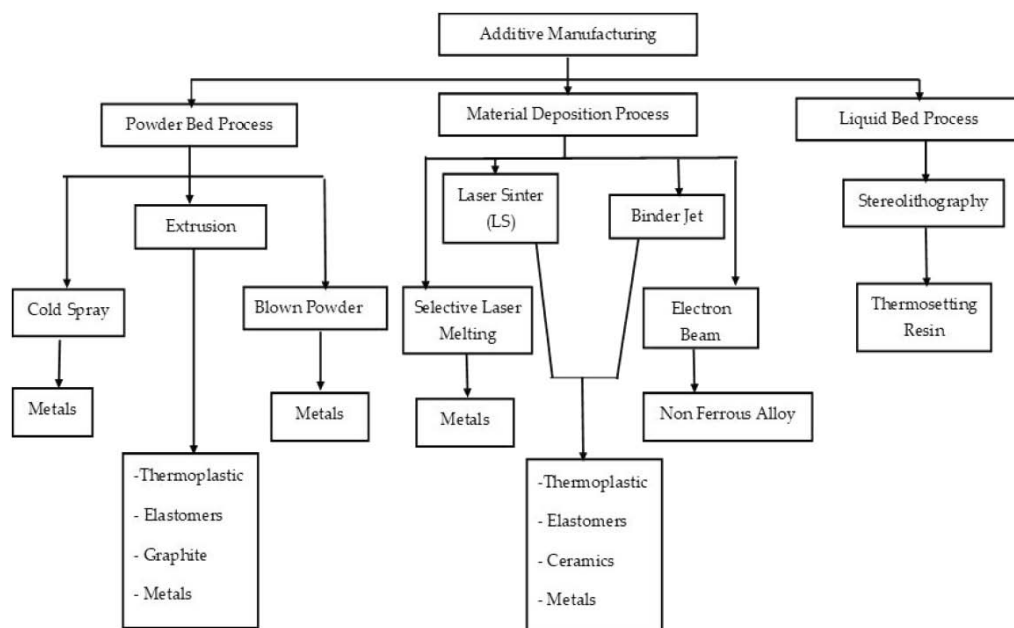 Additive Manufacturing
Powder Bed Process
Material Deposition Process
Liquid Bed Process
Extrusion
Laser Sinter
(LS)
Binder Jet
Stereolithography
Cold Spray
Blown Powder
Selective Laser
Melting
Electron
Beam
Thermosetting
Resin
Metals
Metals
Metals
Non Ferrous Alloy
-Thermoplastic
- Elastomers
- Graphite
- Metals
-Thermoplastic
- Elastomers
- Ceramics
- Metals